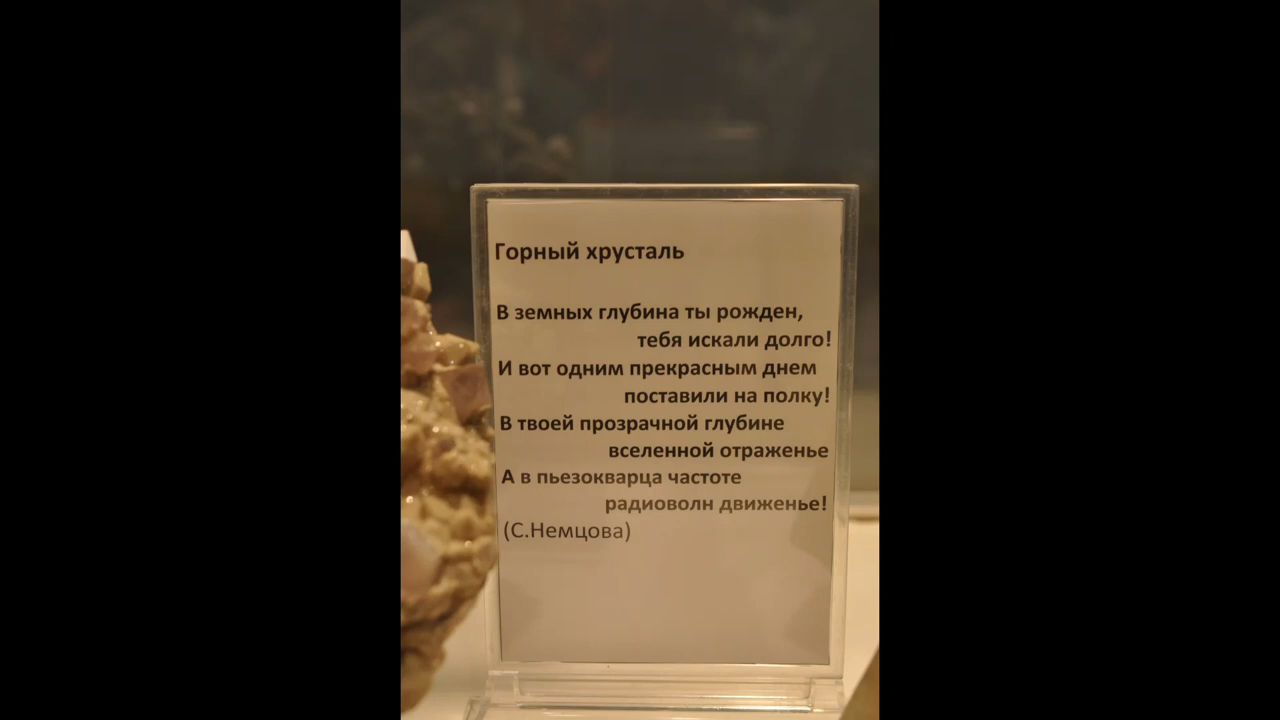 Горный хрусталь
В земных глубина ты рожден,
тебя искали долго!
И вот одним прекрасным днем
поставили на полку!
В твоей прозрачной глубине
вселенной отраженье
А в пьезокварца частоте
радиоволн движенье!
(С.Немцова)